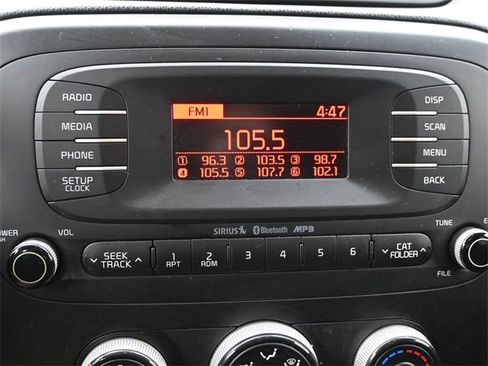 FM1 4:47
105.5
1 96.3 2 103.5 3 98.7
4 105.5 5 107.7 6 102.1
RADIO
MEDIA
PHONE
SETUP
CLOCK
DISP
SCAN
MENU
BACK
VOL
SIRIUS Bluetooth MP3
TUNE
SEEK
TRACK
1
RPT
2
RDM
3
4
5
6
CAT
FOLDER
FILE